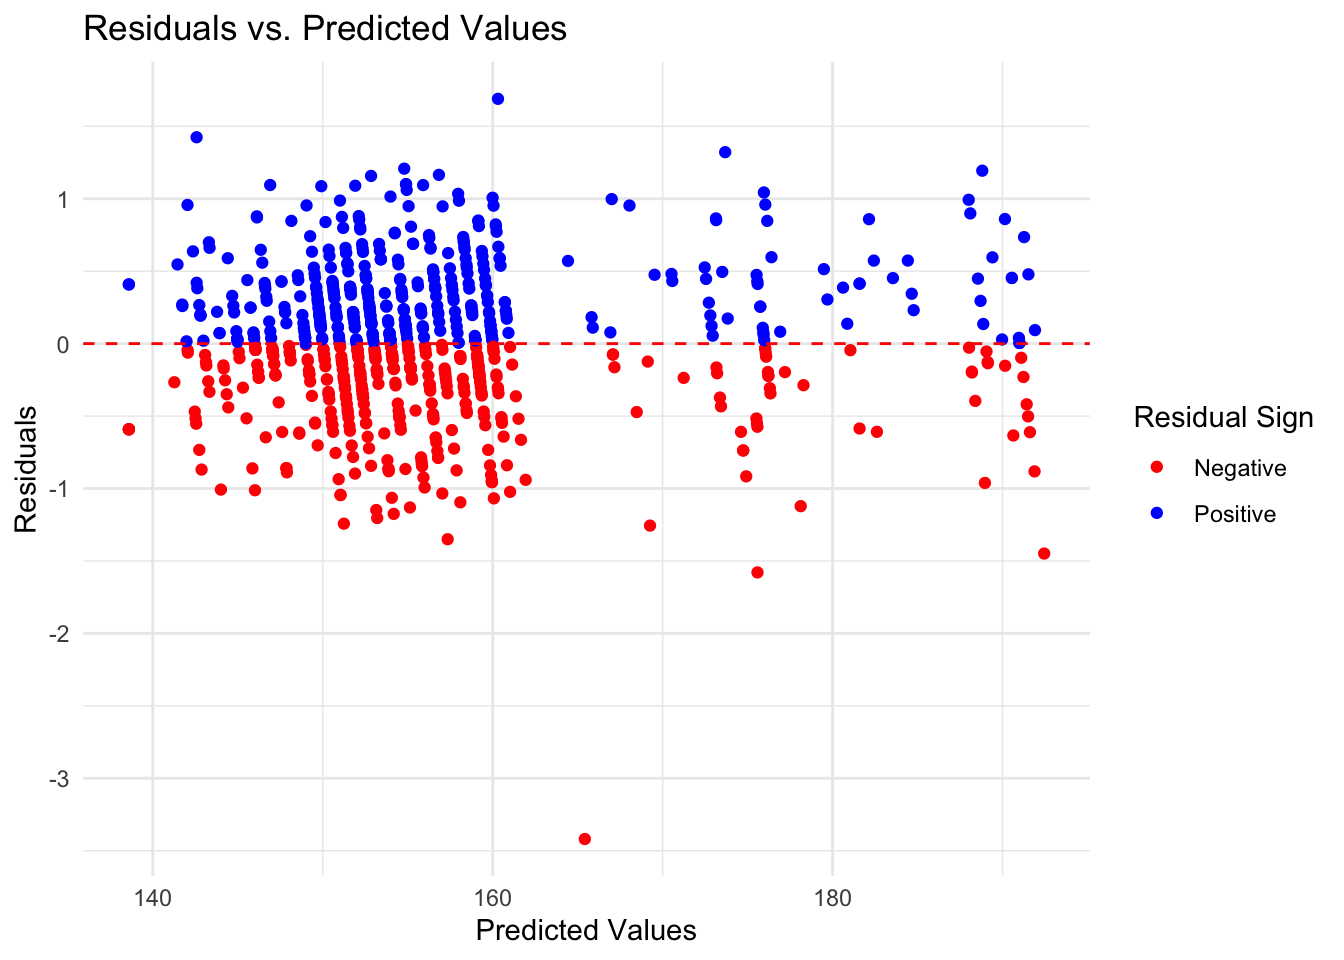 Residuals vs. Predicted Values
1
0
-1
-2
-3
Residuals
140
160
180
Predicted Values
Residual Sign
Negative
Positive